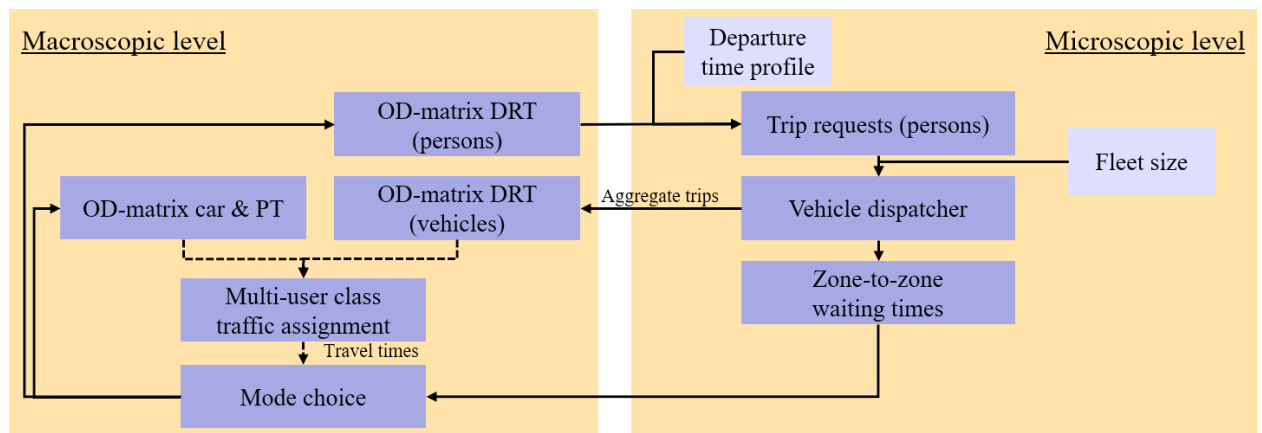 Macroscopic level
Microscopic level
Departure
time profile
OD-matrix DRT
(persons)
Trip requests (persons)
Fleet size
OD-matrix car & PT
OD-matrix DRT
(vehicles)
Aggregate trips
Vehicle dispatcher
Multi-user class
traffic assignment
Zone-to-zone
waiting times
Travel times
Mode choice